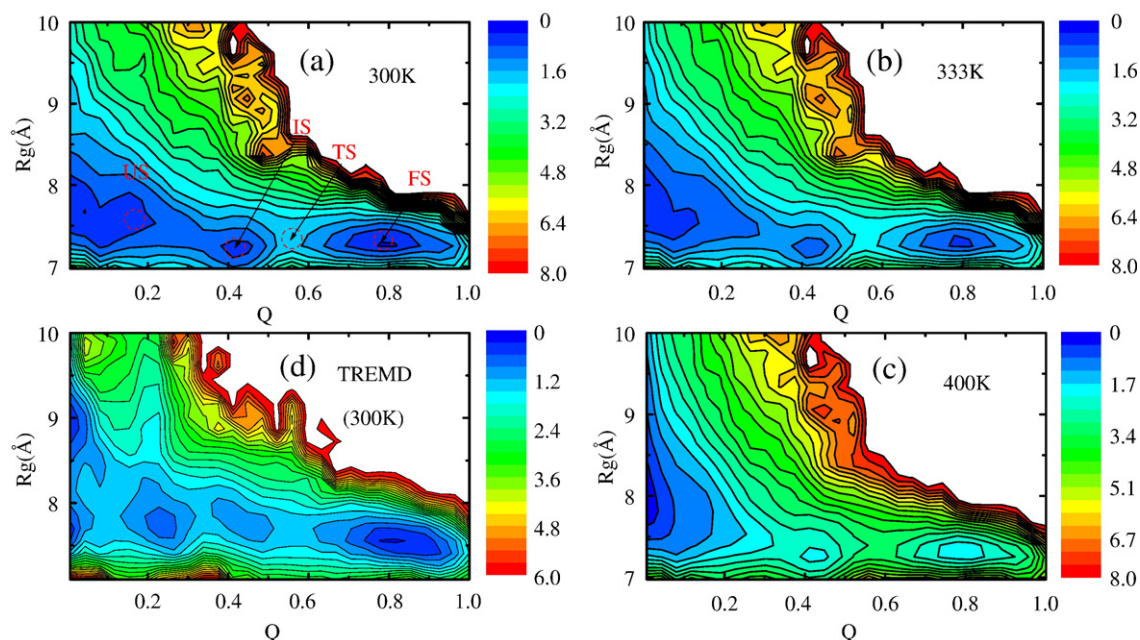 10
9
8
7
Rg(Å)
0.2 0.4 0.6 0.8 1.0
Q
(a)
300K
US
IS
TS
FS
0
1.6
3.2
4.8
6.4
8.0
10
9
8
7
Rg(Å)
0.2 0.4 0.6 0.8 1.0
Q
(b)
333K
0
1.6
3.2
4.8
6.4
8.0
10
9
8
Rg(Å)
0.2 0.4 0.6 0.8 1.0
Q
(d)
TREMD
(300K)
0
1.2
2.4
3.6
4.8
6.0
10
9
8
7
Rg(Å)
0.2 0.4 0.6 0.8 1.0
Q
(c)
400K
0
1.7
3.4
5.1
6.7
8.0